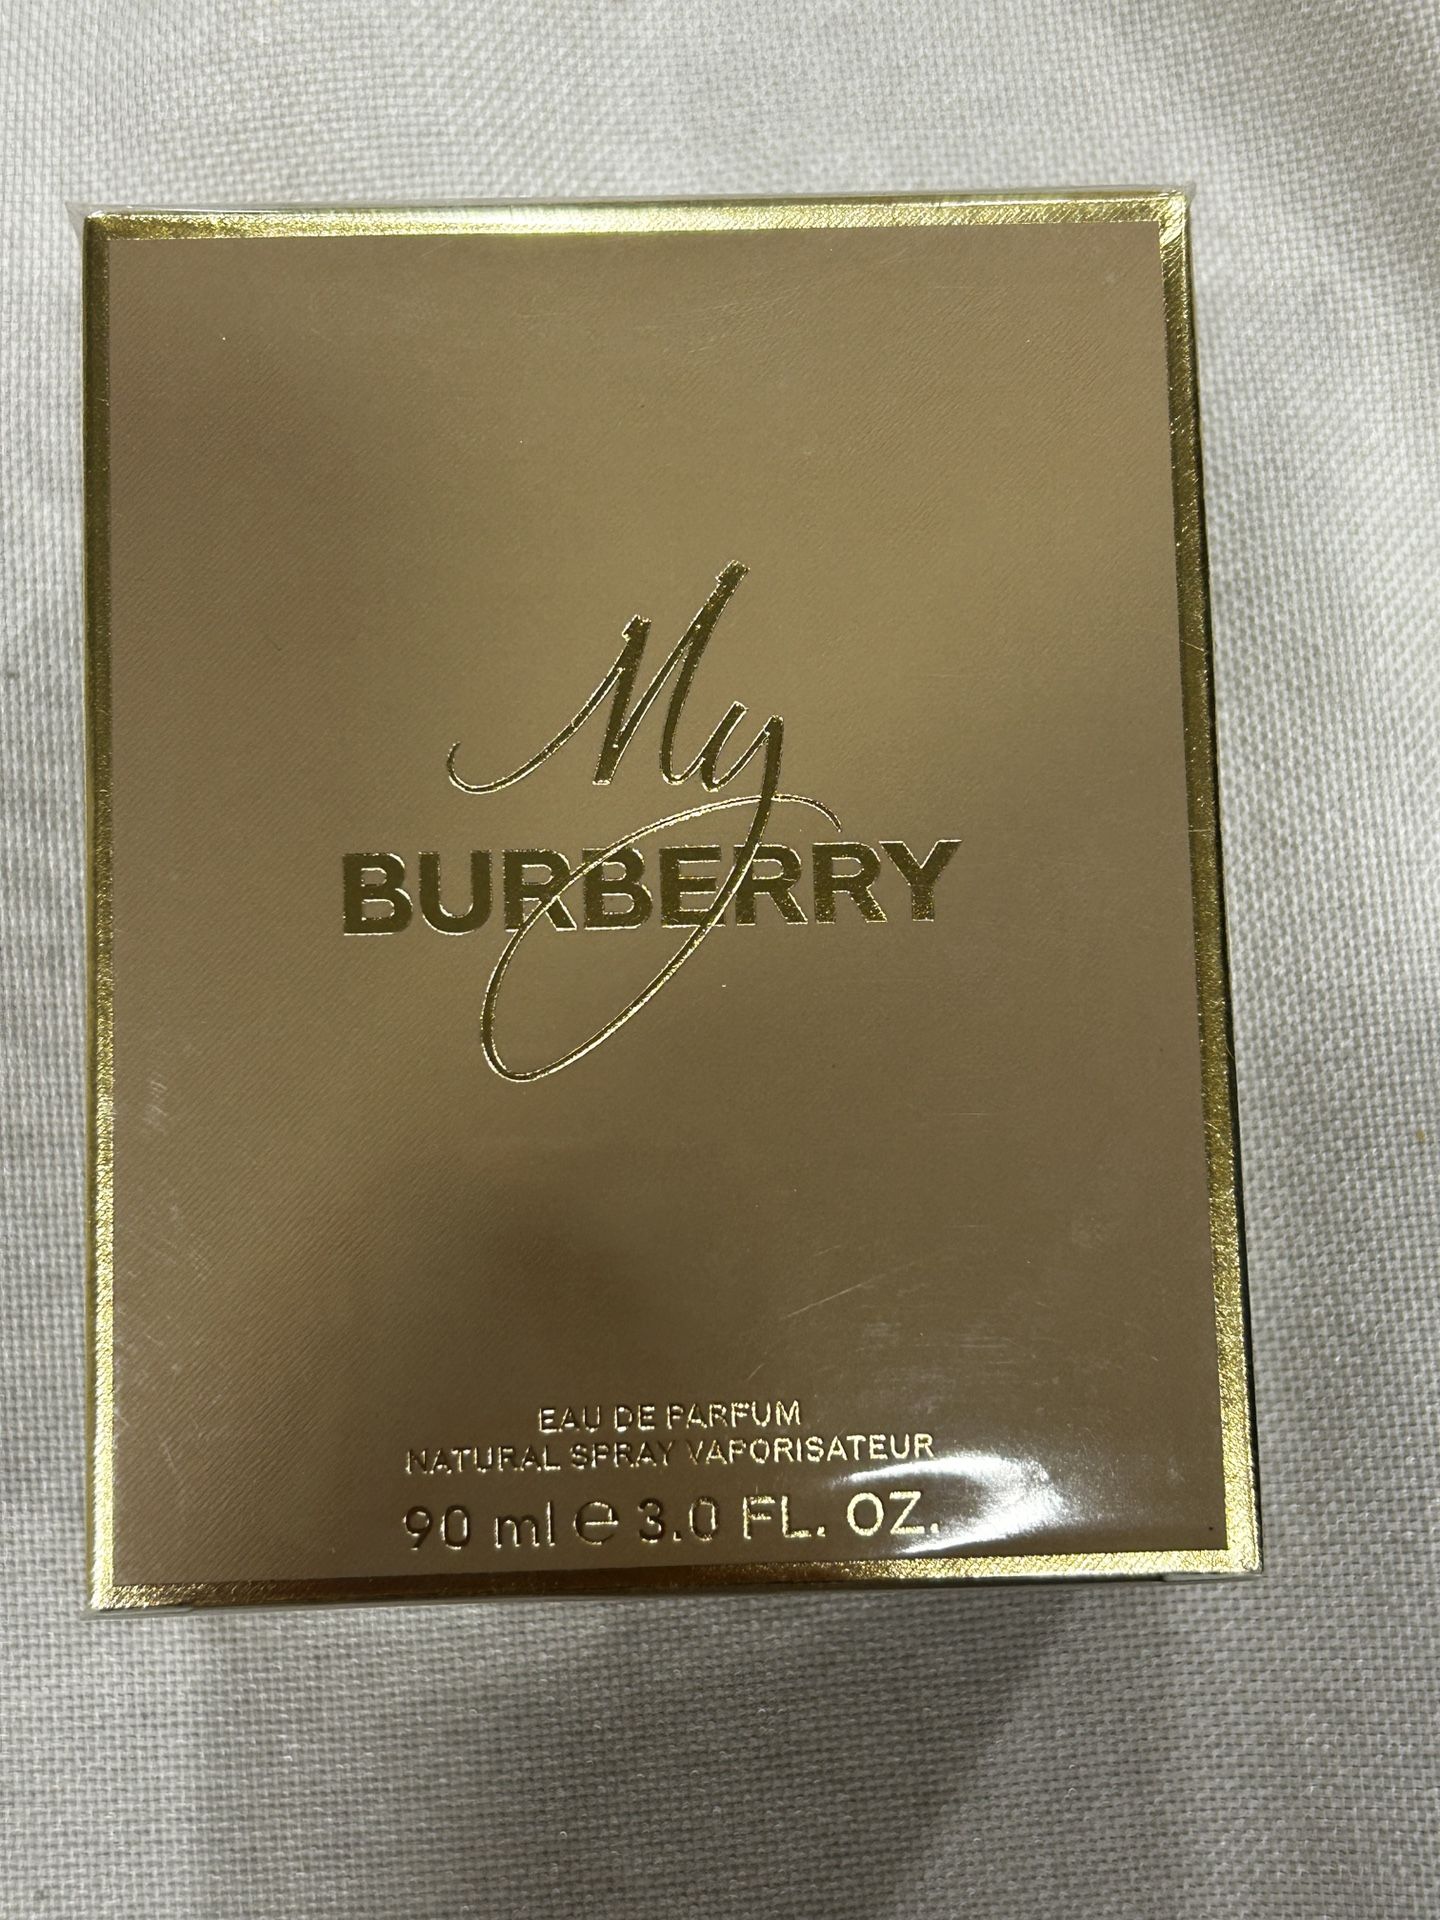 My
BURBERRY
EAU DE PARFUM
NATURAL SPRAY VAPORISATEUR
90 ml ℮ 3.0 FL. OZ.